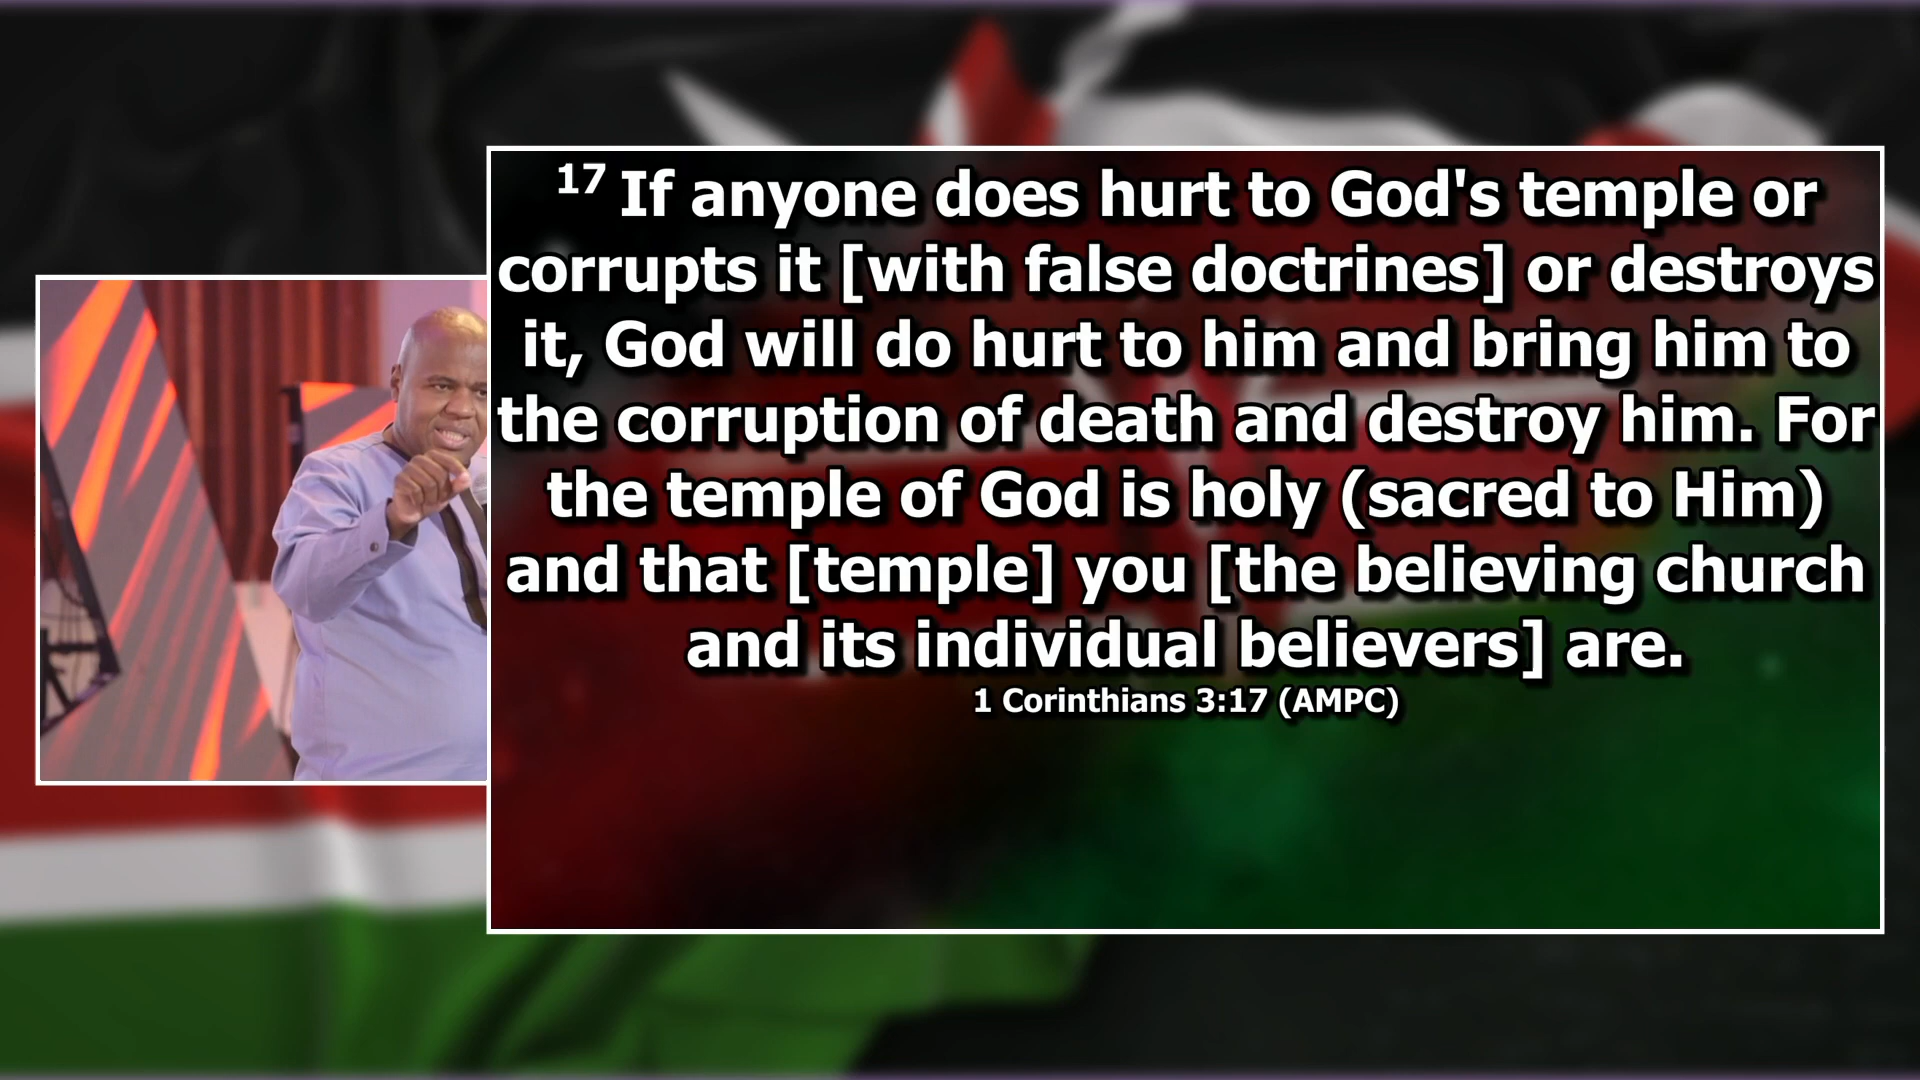 17 If anyone does hurt to God's temple or
corrupts it [with false doctrines] or destroys
it, God will do hurt to him and bring him to
the corruption of death and destroy him. For
the temple of God is holy (sacred to Him)
and that [temple] you [the believing church
and its individual believers] are.
1 Corinthians 3:17 (AMPC)